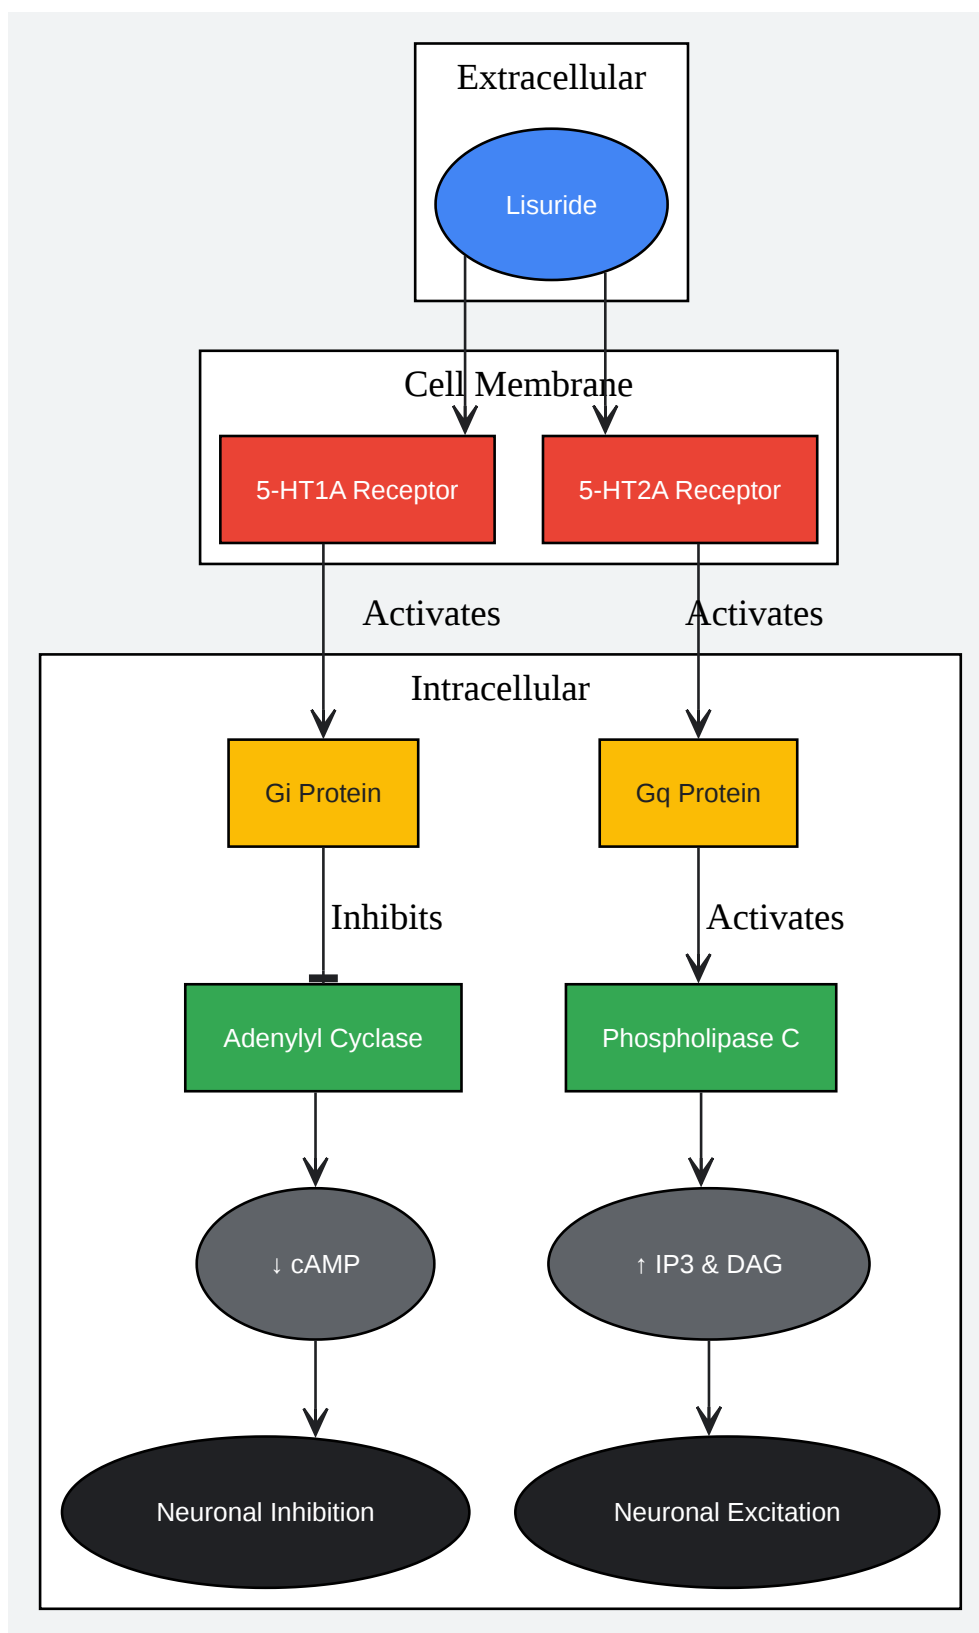 Extracellular
Lisuride
Cell Membrane
5-HT1A Receptor
5-HT2A Receptor
Activates
Activates
Intracellular
Gi Protein
Gq Protein
Inhibits
Activates
Adenylyl Cyclase
Phospholipase C
↓ cAMP
↑ IP3 & DAG
Neuronal Inhibition
Neuronal Excitation